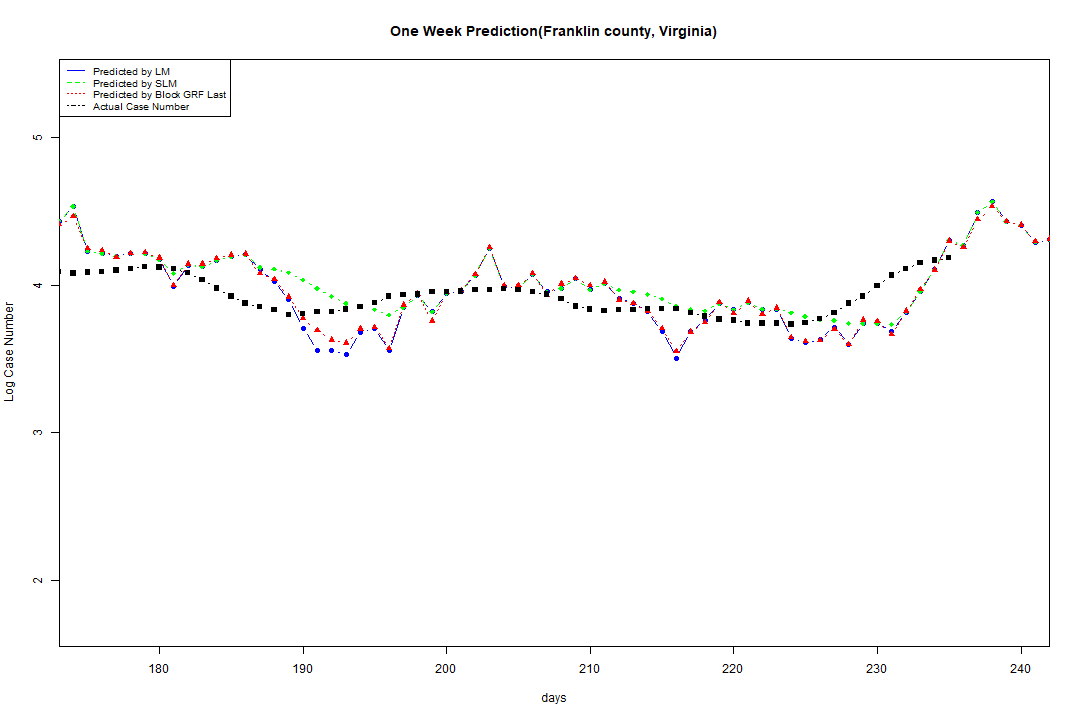 One Week Prediction(Franklin county, Virginia)
Predicted by LM
Predicted by SLM
Predicted by Block GRF Last
Actual Case Number
5
4
3
2
Log Case Number
180 190 200 210 220 230 240
days